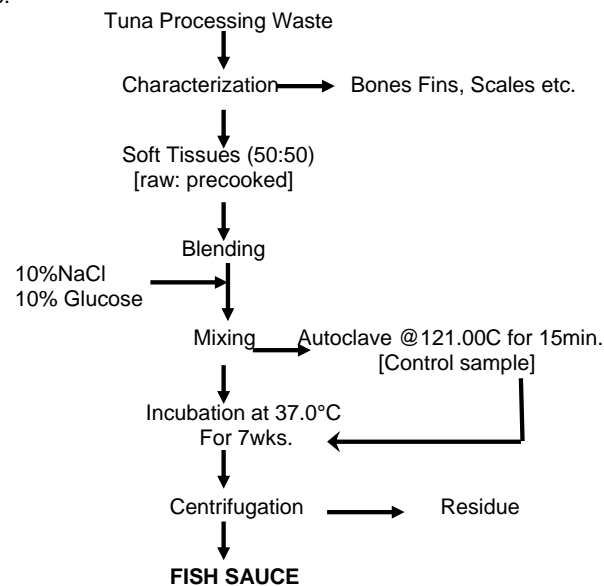 Tuna Processing Waste
Characterization
Bones Fins, Scales etc.
Soft Tissues (50:50)
[raw: precooked]
Blending
10%NaCl
10% Glucose
Mixing
Autoclave @121.00C for 15min.
[Control sample]
Incubation at 37.0°C
For 7wks.
Centrifugation
Residue
FISH SAUCE